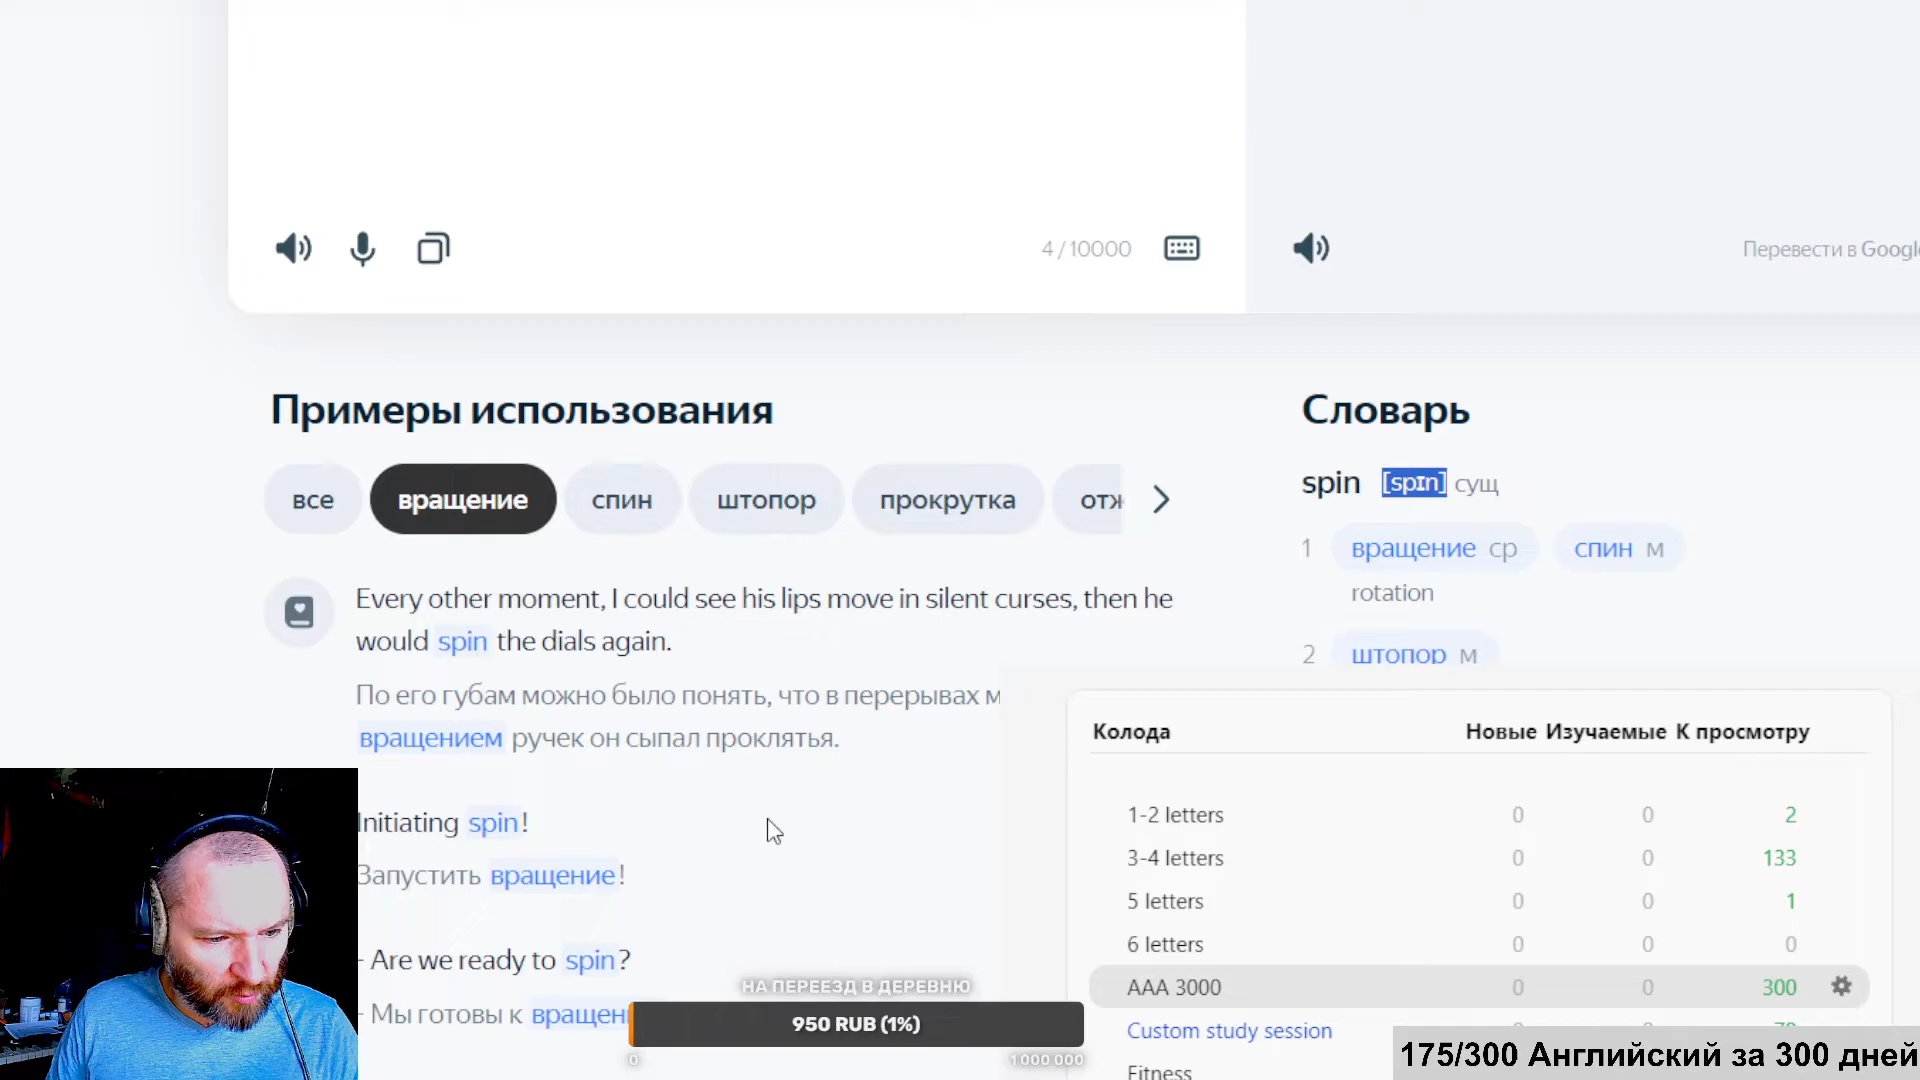 4 / 10000
Перевести в Google
Примеры использования
все вращение спин штопор прокрутка отж
Every other moment, I could see his lips move in silent curses, then he
would spin the dials again.
По его губам можно было понять, что в перерывах м
вращением ручек он сыпал проклятья.
Initiating spin!
Запустить вращение!
- Are we ready to spin?
- Мы готовы к вращен
Словарь
spin [spɪn] сущ
1 вращение ср спин м
rotation
2 штопор м
Колода Новые Изучаемые К просмотру
1-2 letters 0 0 2
3-4 letters 0 0 133
5 letters 0 0 1
6 letters 0 0 0
AAA 3000 0 0 300
Custom study session
Fitness
НА ПЕРЕЕЗД В ДЕРЕВНЮ
950 RUB (1%)
0 1 000 000
175/300 Английский за 300 дней